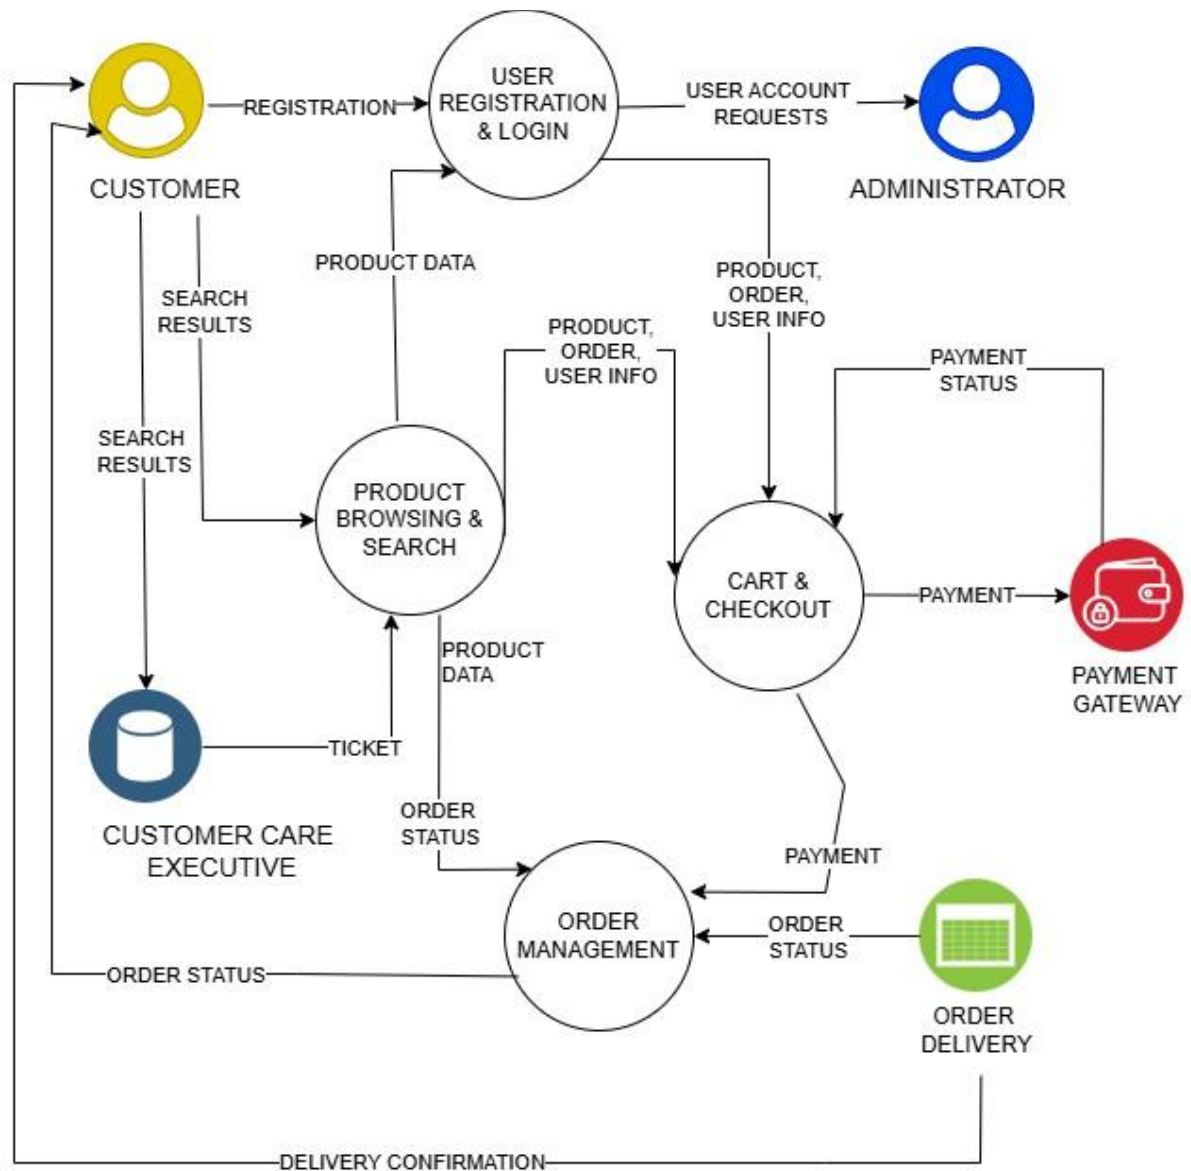 USER
REGISTRATION
& LOGIN
REGISTRATION
USER ACCOUNT
REQUESTS
CUSTOMER
ADMINISTRATOR
PRODUCT DATA
SEARCH
RESULTS
PRODUCT,
ORDER,
USER INFO
PRODUCT,
ORDER,
USER INFO
PAYMENT
STATUS
SEARCH
RESULTS
PRODUCT
BROWSING &
SEARCH
CART &
CHECKOUT
PAYMENT
PRODUCT
DATA
PAYMENT
GATEWAY
TICKET
CUSTOMER CARE
EXECUTIVE
ORDER
STATUS
PAYMENT
ORDER
MANAGEMENT
ORDER
STATUS
ORDER STATUS
ORDER
DELIVERY
DELIVERY CONFIRMATION